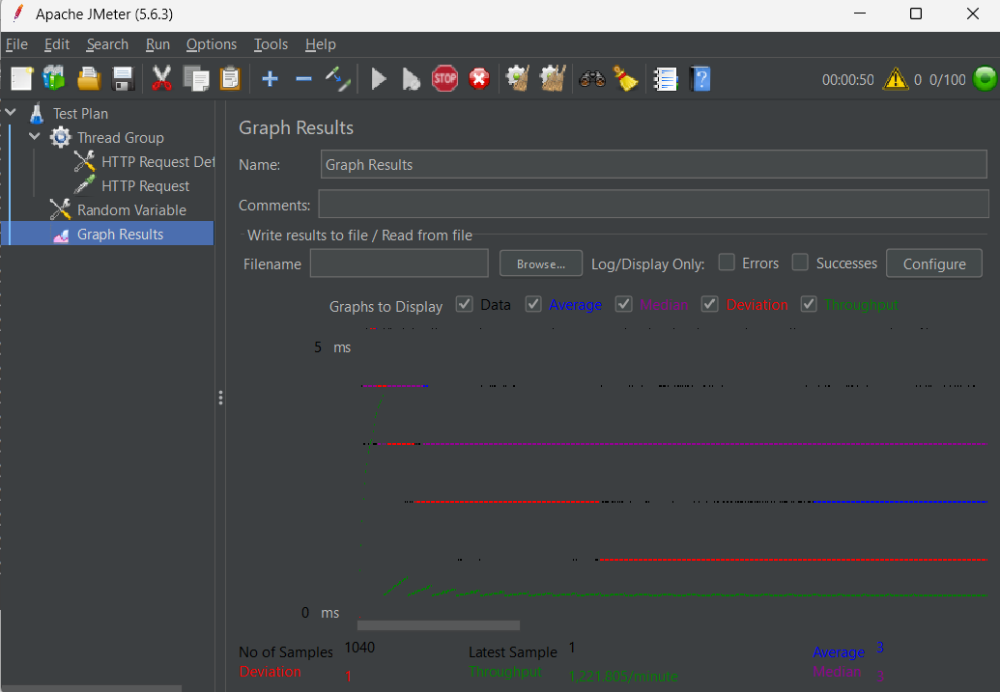 Apache JMeter (5.6.3)
File Edit Search Run Options Tools Help
STOP 00:00:50 0 0/100
Test Plan
Thread Group
HTTP Request Def
HTTP Request
Random Variable
Graph Results
Graph Results
Name: Graph Results
Comments:
Write results to file / Read from file
Filename Browse... Log/Display Only: Errors Successes Configure
Graphs to Display Data Average Median Deviation Throughput
5 ms
0 ms
No of Samples 1040 Latest Sample 1 Average 3
Deviation 1 Throughput 1,221.805/minute Median